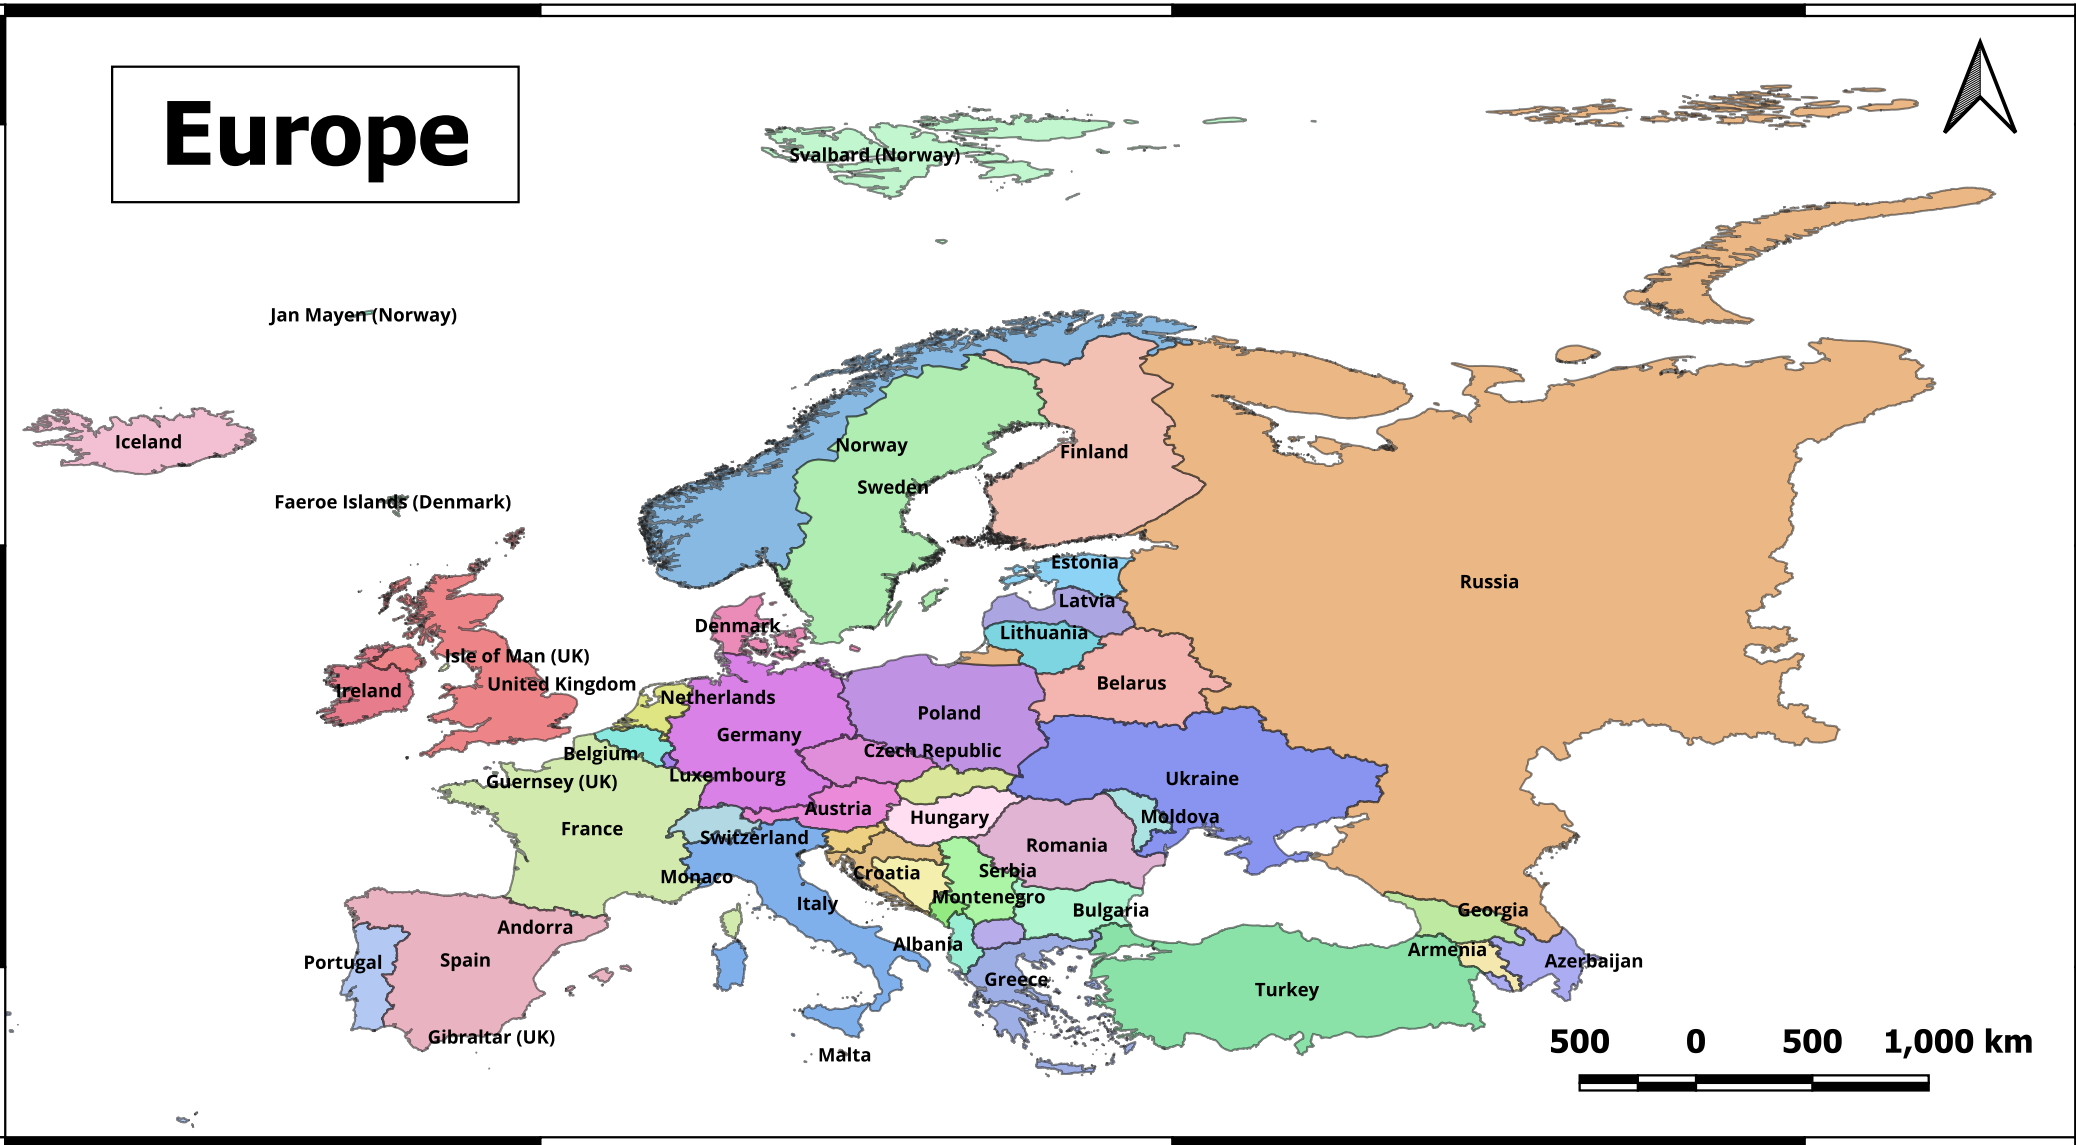 Europe
Svalbard (Norway)
Jan Mayen (Norway)
Iceland
Norway
Finland
Sweden
Faeroe Islands (Denmark)
Estonia
Russia
Latvia
Denmark
Lithuania
Isle of Man (UK)
United Kingdom
Ireland
Belarus
Netherlands
Poland
Germany
Czech Republic
Belgium
Luxembourg
Ukraine
Guernsey (UK)
Austria
Hungary
Moldova
France
Switzerland
Romania
Serbia
Croatia
Monaco
Montenegro
Italy
Bulgaria
Georgia
Andorra
Albania
Armenia
Portugal
Spain
Azerbaijan
Greece
Turkey
Gibraltar (UK)
Malta
500 0 500 1,000 km